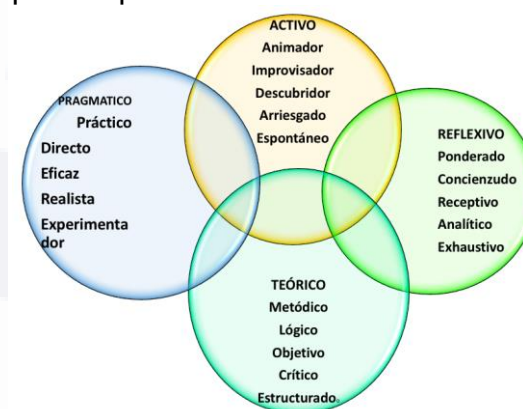 ACTIVO
Animador
Improvisador
Descubridor
Arriesgado
Espontáneo
PRAGMATICO
Práctico
Directo
Eficaz
Realista
Experimenta
dor
REFLEXIVO
Ponderado
Concienzudo
Receptivo
Analítico
Exhaustivo
TEÓRICO
Metódico
Lógico
Objetivo
Crítico
Estructurado